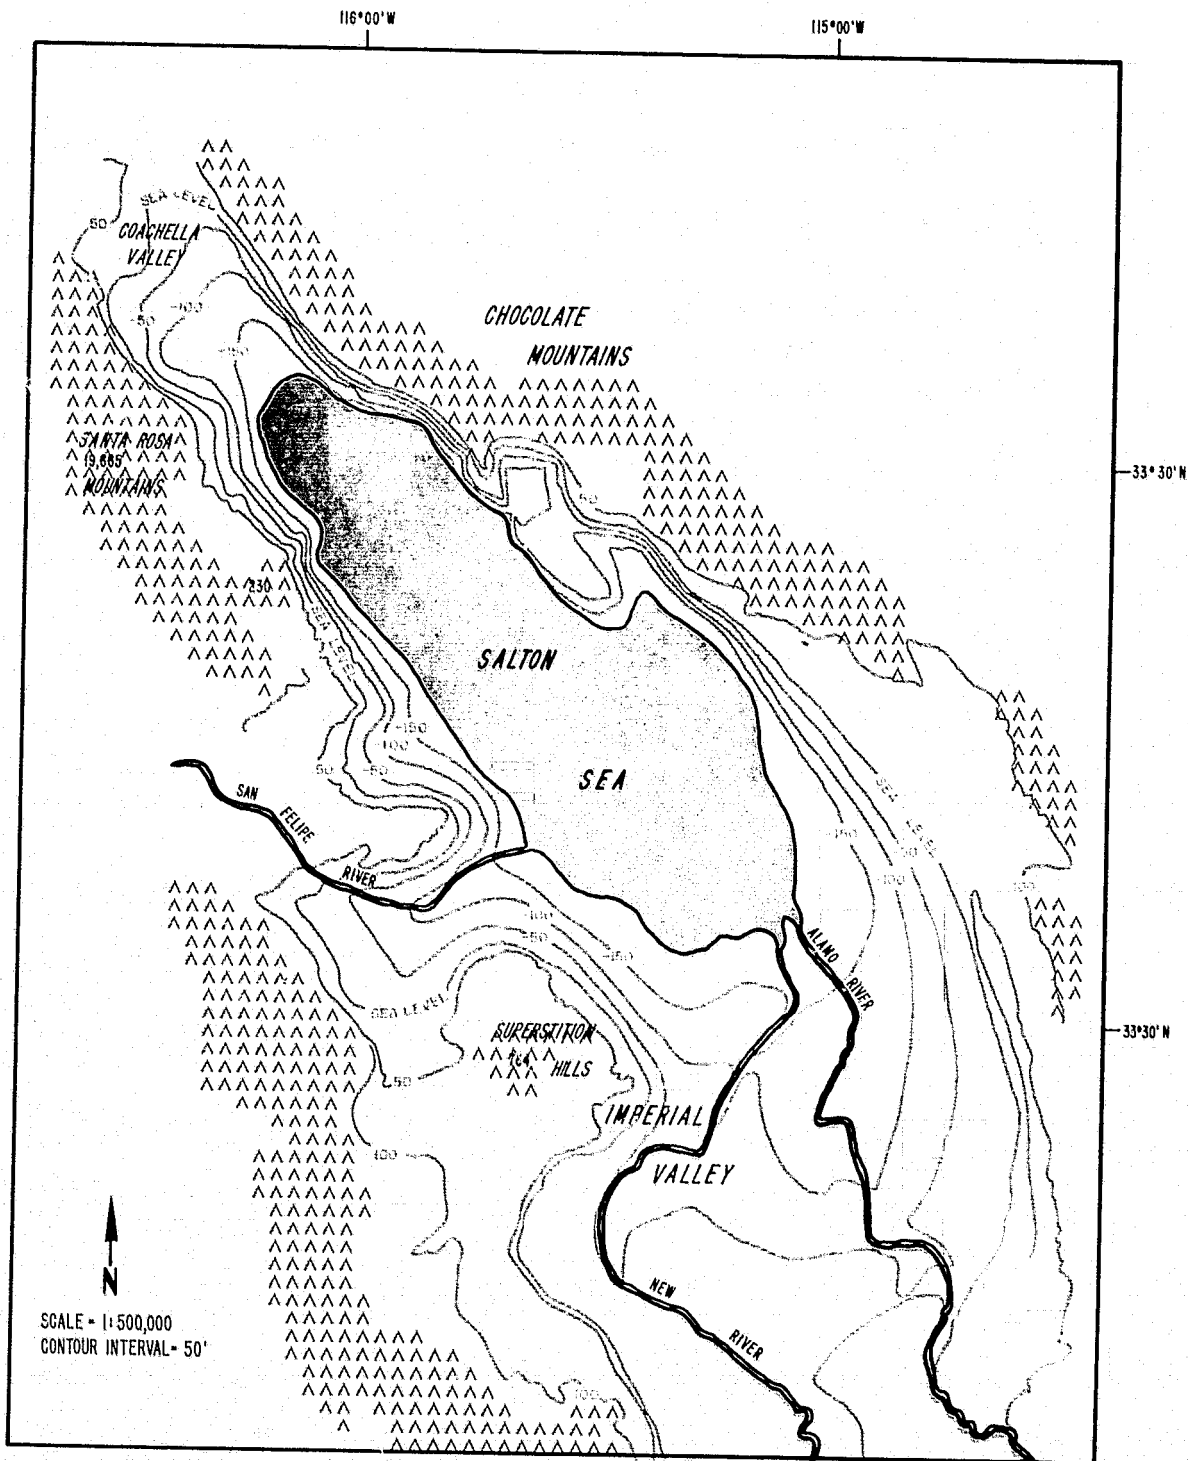 116°00'W
115°00'W
SEA LEVEL
50
COACHELLA
VALLEY
-100
-50
-150
CHOCOLATE
MOUNTAINS
SANTA ROSA
19,665
MOUNTAINS
33°30'N
50
230
SEA LEVEL
SALTON
-150
-100
50
-50
SEA
SAN
FELIPE
RIVER
SEA LEVEL
-150
-50
-100
100
-100
-50
-150
ALAMO
RIVER
SEA LEVEL
SUPERSTITION
HILLS
33°30'N
50
IMPERIAL
VALLEY
100
NEW
RIVER
N
SCALE = 1:500,000
CONTOUR INTERVAL = 50'
100